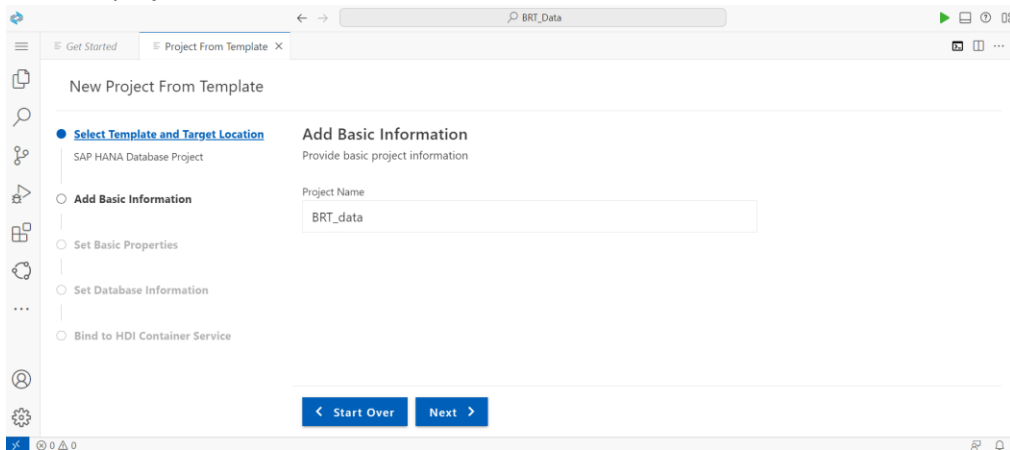 BRT_Data
Get Started
Project From Template
New Project From Template
Select Template and Target Location
SAP HANA Database Project
Add Basic Information
Set Basic Properties
Set Database Information
Bind to HDI Container Service
Add Basic Information
Provide basic project information
Project Name
BRT_data
Start Over
Next
0 0